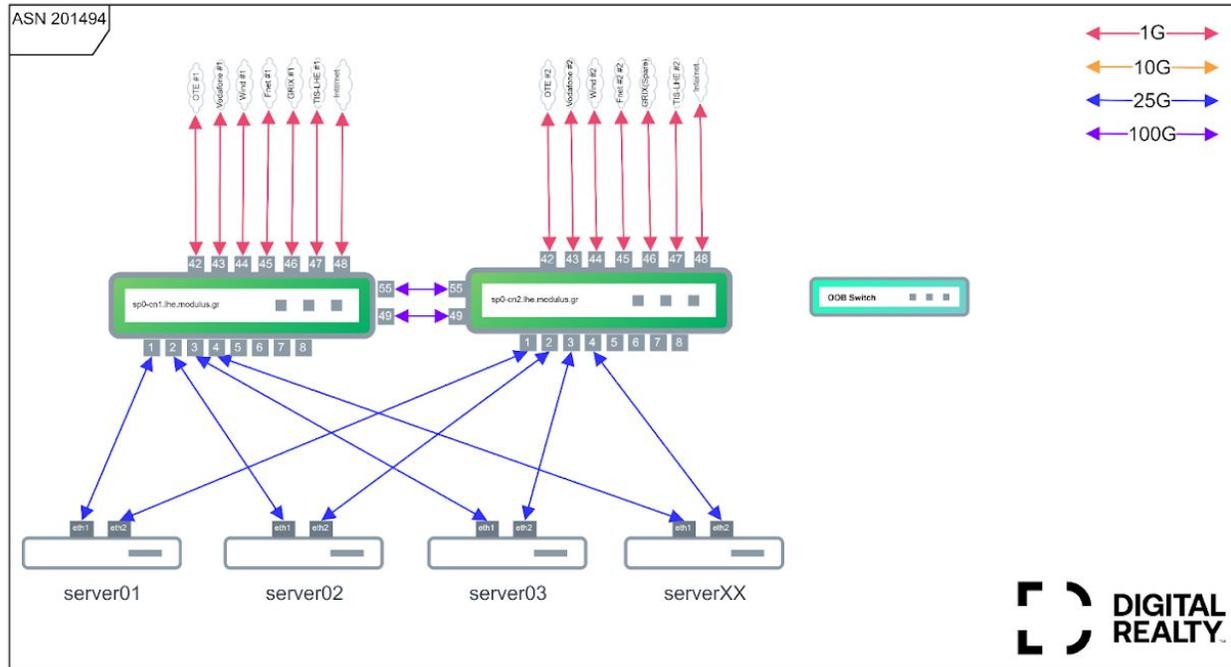 ASN 201494
1G
10G
25G
100G
OTE #1
Vodafone #1
Wind #1
Fnet #1
GRIX #1
TIS-LHE #1
Internet
OTE #2
Vodafone #2
Wind #2
Fnet #2 #2
GRIX(Spare)
TIS-LHE #2
Internet
42 43 44 45 46 47 48
42 43 44 45 46 47 48
sp0-cn1.lhe.modulus.gr
55
49
55
49
sp0-cn2.lhe.modulus.gr
OOB Switch
1 2 3 4 5 6 7 8
1 2 3 4 5 6 7 8
eth1 eth2
eth1 eth2
eth1 eth2
eth1 eth2
server01
server02
server03
serverXX
DIGITAL
REALTY